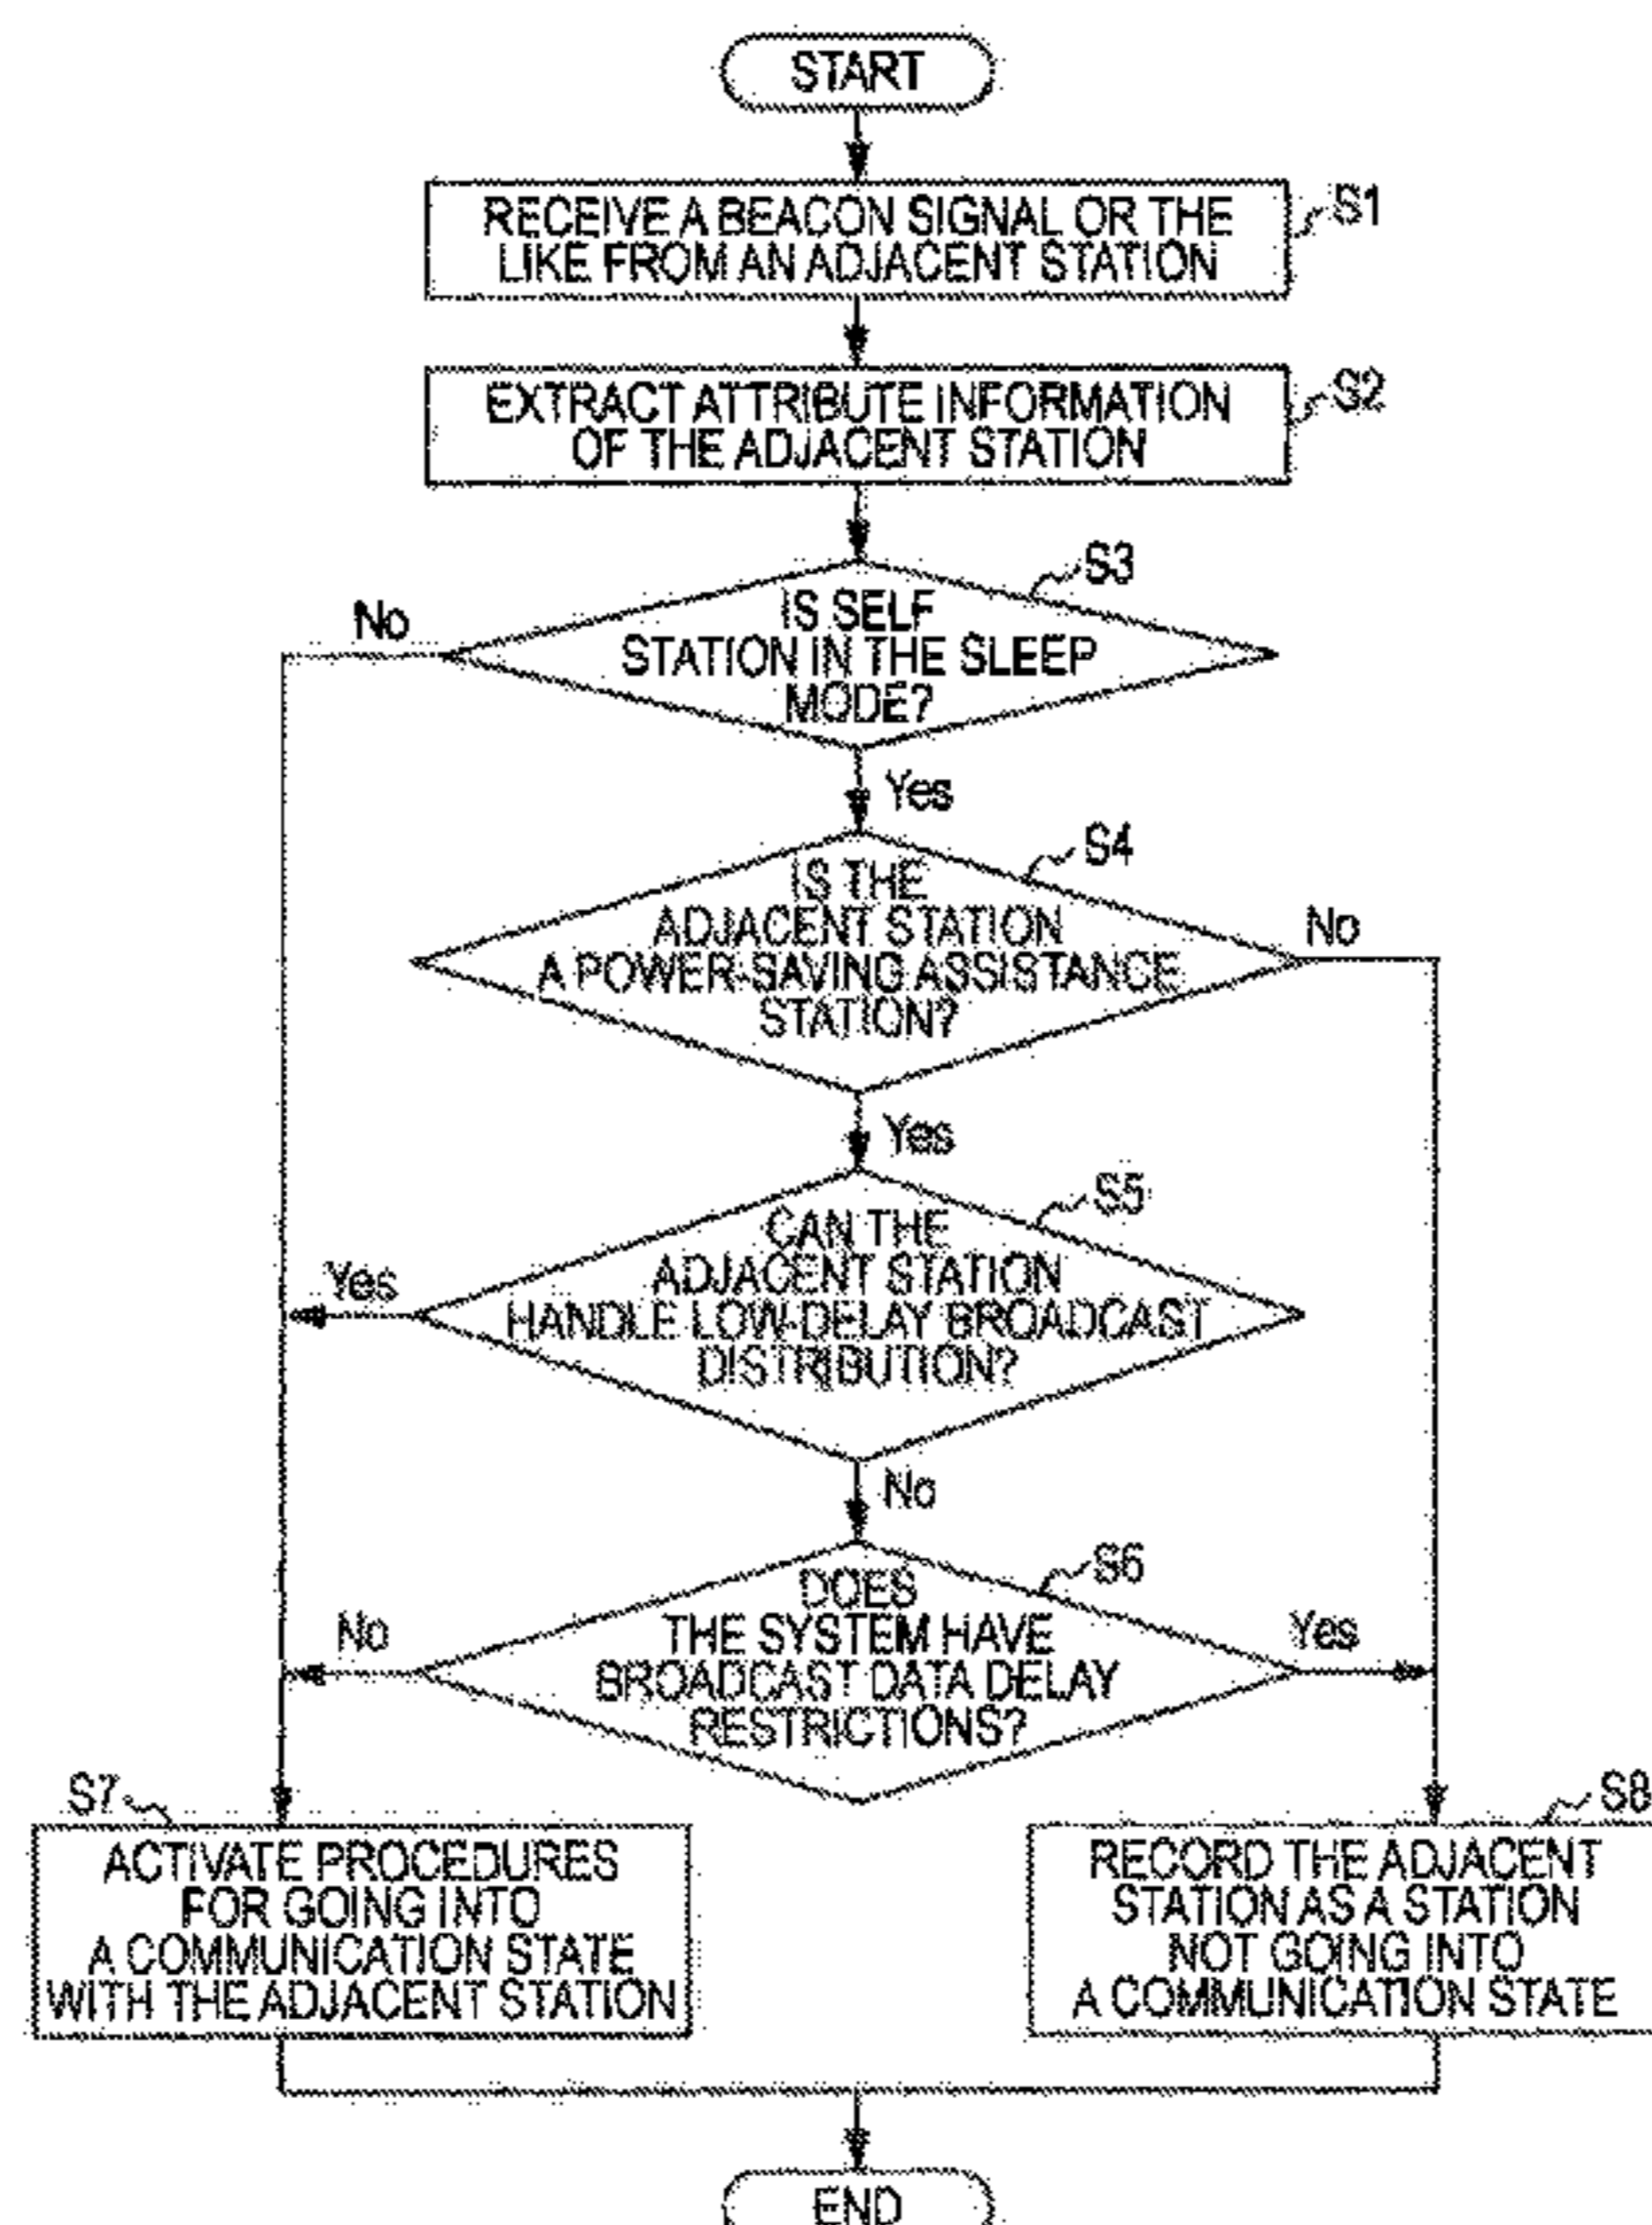 START
RECEIVE A BEACON SIGNAL OR THE
LIKE FROM AN ADJACENT STATION
S1
EXTRACT ATTRIBUTE INFORMATION
OF THE ADJACENT STATION
S2
S3
No
IS SELF
STATION IN THE SLEEP
MODE?
Yes
S4
IS THE
ADJACENT STATION
A POWER-SAVING ASSISTANCE
STATION?
No
Yes
S5
CAN THE
ADJACENT STATION
HANDLE LOW-DELAY BROADCAST
DISTRIBUTION?
Yes
No
S6
DOES
THE SYSTEM HAVE
BROADCAST DATA DELAY
RESTRICTIONS?
No
Yes
S7
ACTIVATE PROCEDURES
FOR GOING INTO
A COMMUNICATION STATE
WITH THE ADJACENT STATION
S8
RECORD THE ADJACENT
STATION AS A STATION
NOT GOING INTO
A COMMUNICATION STATE
END